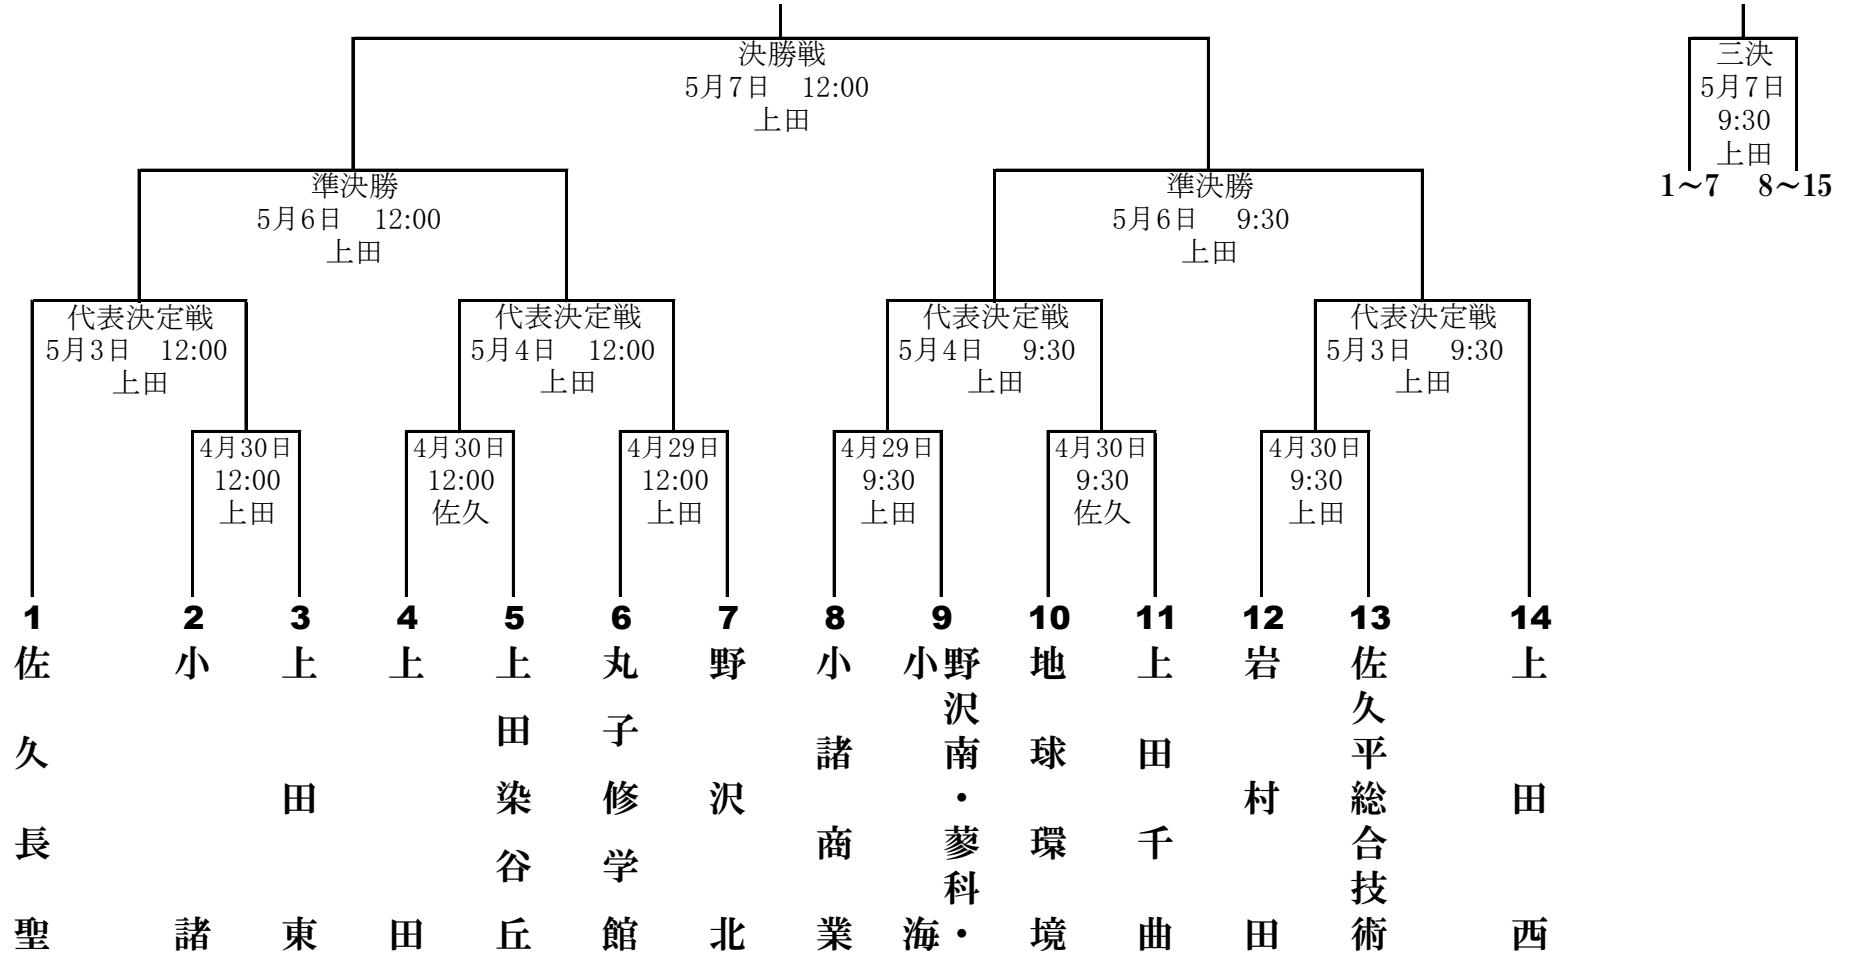 決勝戦
5月7日 12:00
上田
三決
5月7日
9:30
上田
1～7 8～15
準決勝
5月6日 12:00
上田
準決勝
5月6日 9:30
上田
代表決定戦
5月3日 12:00
上田
代表決定戦
5月4日 12:00
上田
代表決定戦
5月4日 9:30
上田
代表決定戦
5月3日 9:30
上田
4月30日
12:00
上田
4月30日
12:00
佐久
4月29日
12:00
上田
4月29日
9:30
上田
4月30日
9:30
佐久
4月30日
9:30
上田
1
佐久長聖
2
小諸
3
上田東
4
上田
5
上田染谷丘
6
丸子修学館
7
野沢北
8
小諸商業
9
野沢南・蓼科・
小海
10
地球環境
11
上田千曲
12
岩村田
13
佐久平総合技術
14
上田西